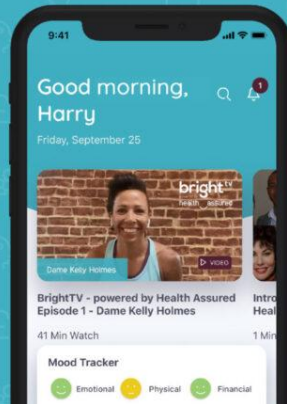 9:41
Good morning,
Harry
1
Friday, September 25
bright tv
health assured
Dame Kelly Holmes
VIDEO
BrightTV - powered by Health Assured
Episode 1 - Dame Kelly Holmes
41 Min Watch
Intro
Heal
1 Min
Mood Tracker
Emotional Physical Financial